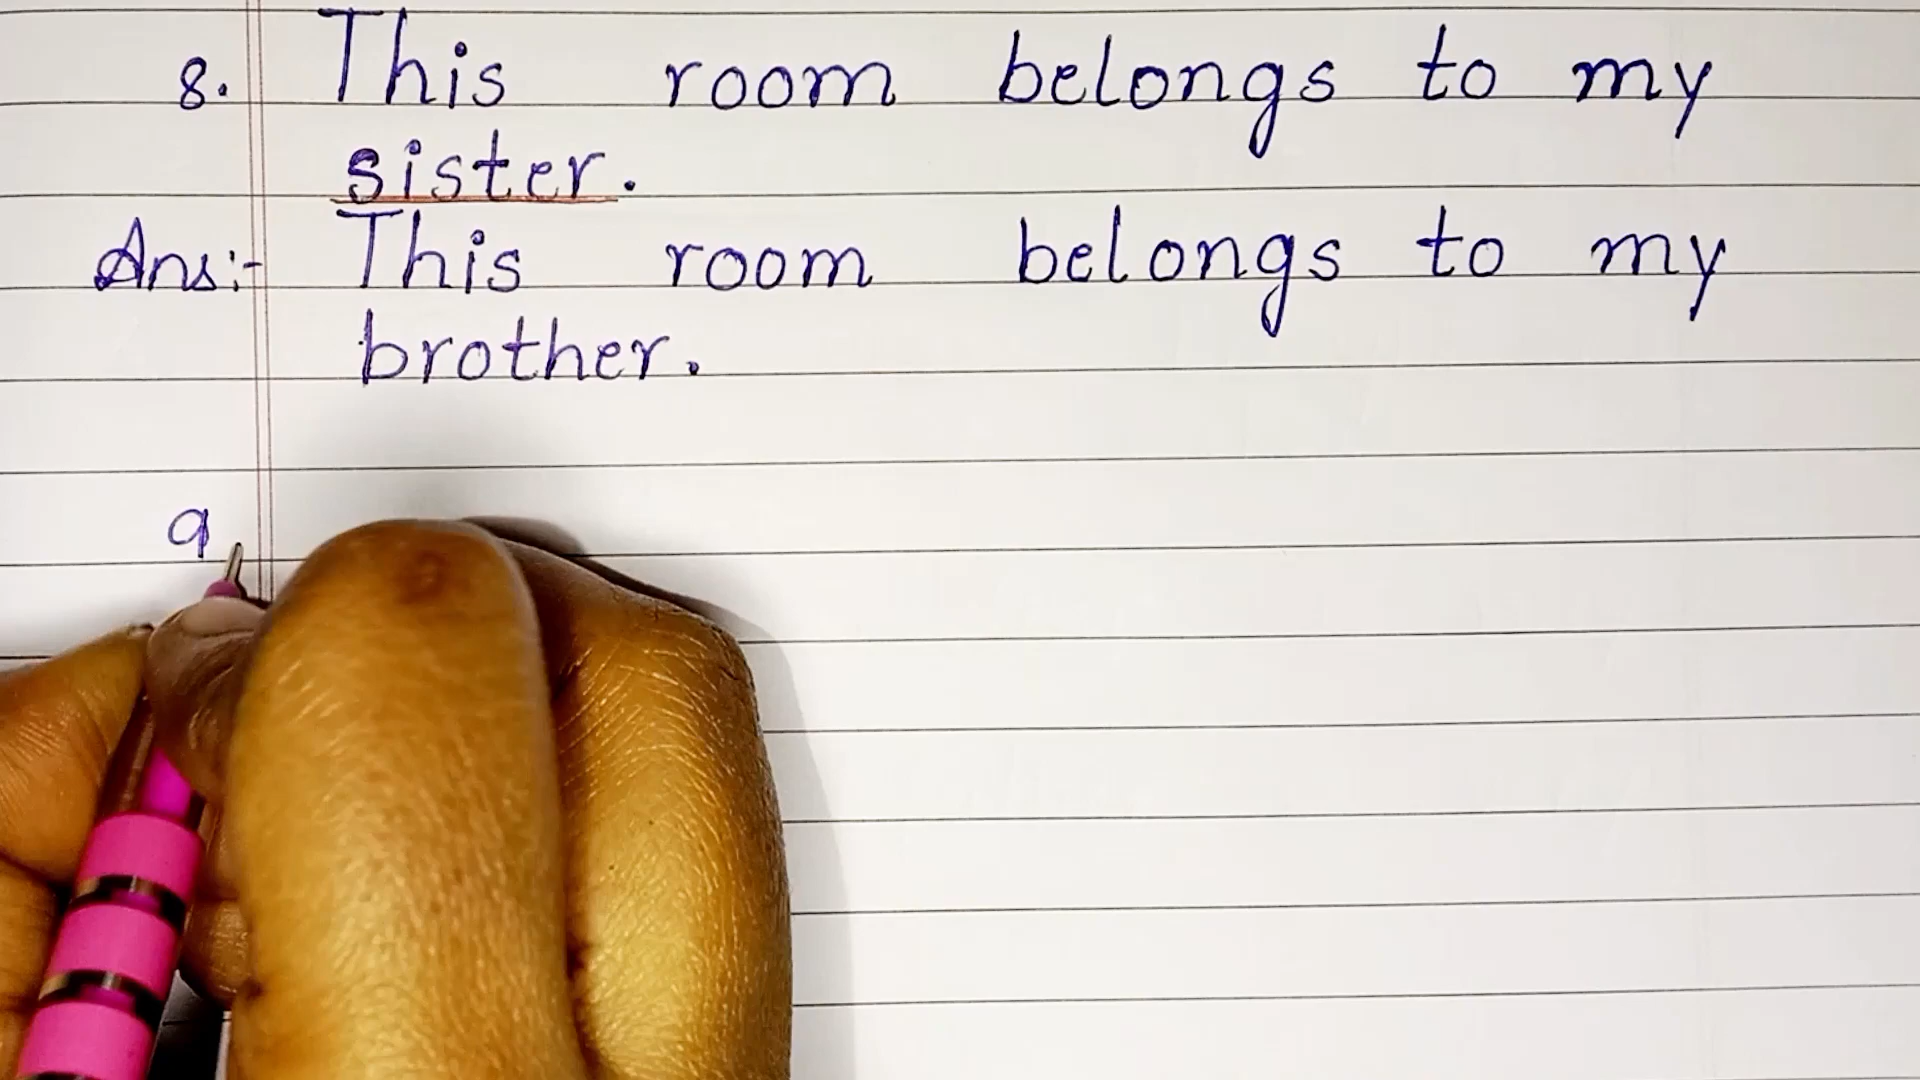 8. This room belongs to my
sister.
Ans:- This room belongs to my
brother.
9